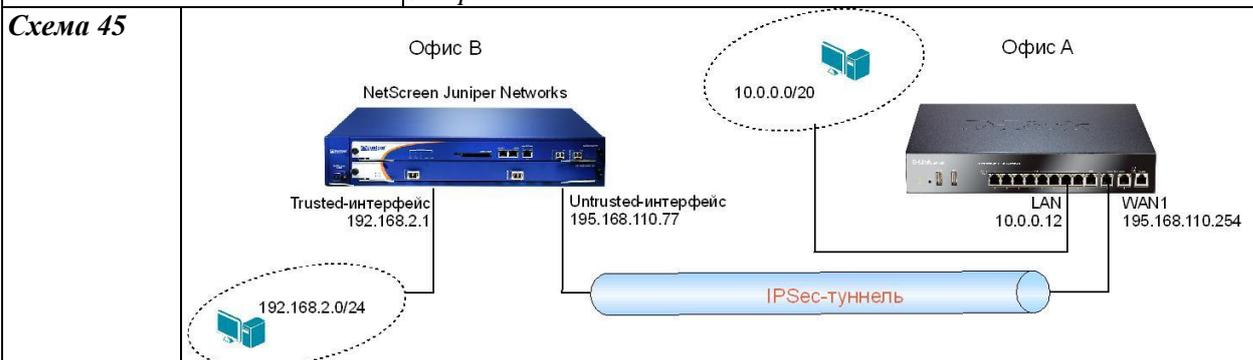 Схема 45
Офис В
Офис А
NetScreen Juniper Networks
10.0.0.0/20
Trusted-интерфейс
192.168.2.1
Untrusted-интерфейс
195.168.110.77
LAN
10.0.0.12
WAN1
195.168.110.254
192.168.2.0/24
IPSec-туннель